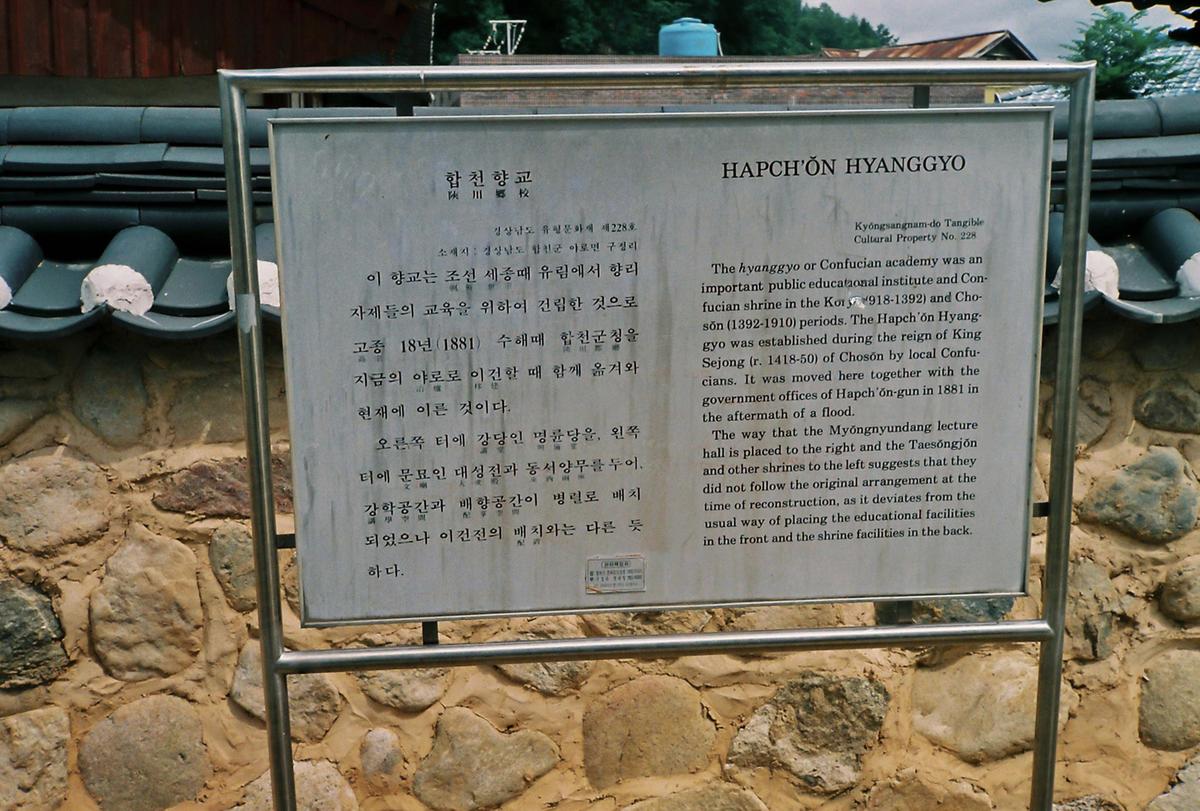 합천향교
陜川鄕校
경상남도 유형문화재 제228호
소재지 : 경상남도 합천군 야로면 구정리
이 향교는 조선 세종때 유림에서 향리
자제들의 교육을 위하여 건립한 것으로
고종 18년(1881) 수해때 합천군청을
지금의 야로로 이건할 때 함께 옮겨와
현재에 이른 것이다.
오른쪽 터에 강당인 명륜당을, 왼쪽
터에 문묘인 대성전과 동서양무를 두어,
강학공간과 배향공간이 병렬로 배치
講學空間 配享空間
되었으나 이건전의 배치와는 다른 듯
하다.
HAPCH'ŎN HYANGGYO
Kyŏngsangnam-do Tangible
Cultural Property No. 228
The hyanggyo or Confucian academy was an
important public educational institute and Con-
fucian shrine in the 918-1392) and Cho-
sŏn (1392-1910) periods. The Hapch'ŏn Hyang-
gyo was established during the reign of King
Sejong (r. 1418-50) of Chosŏn by local Confu-
cians. It was moved here together with the
government offices of Hapch'ŏn-gun in 1881 in
the aftermath of a flood.
The way that the Myŏngnyundang lecture
hall is placed to the right and the Taesŏngjŏn
and other shrines to the left suggests that they
did not follow the original arrangement at the
time of reconstruction, as it deviates from the
usual way of placing the educational facilities
in the front and the shrine facilities in the back.